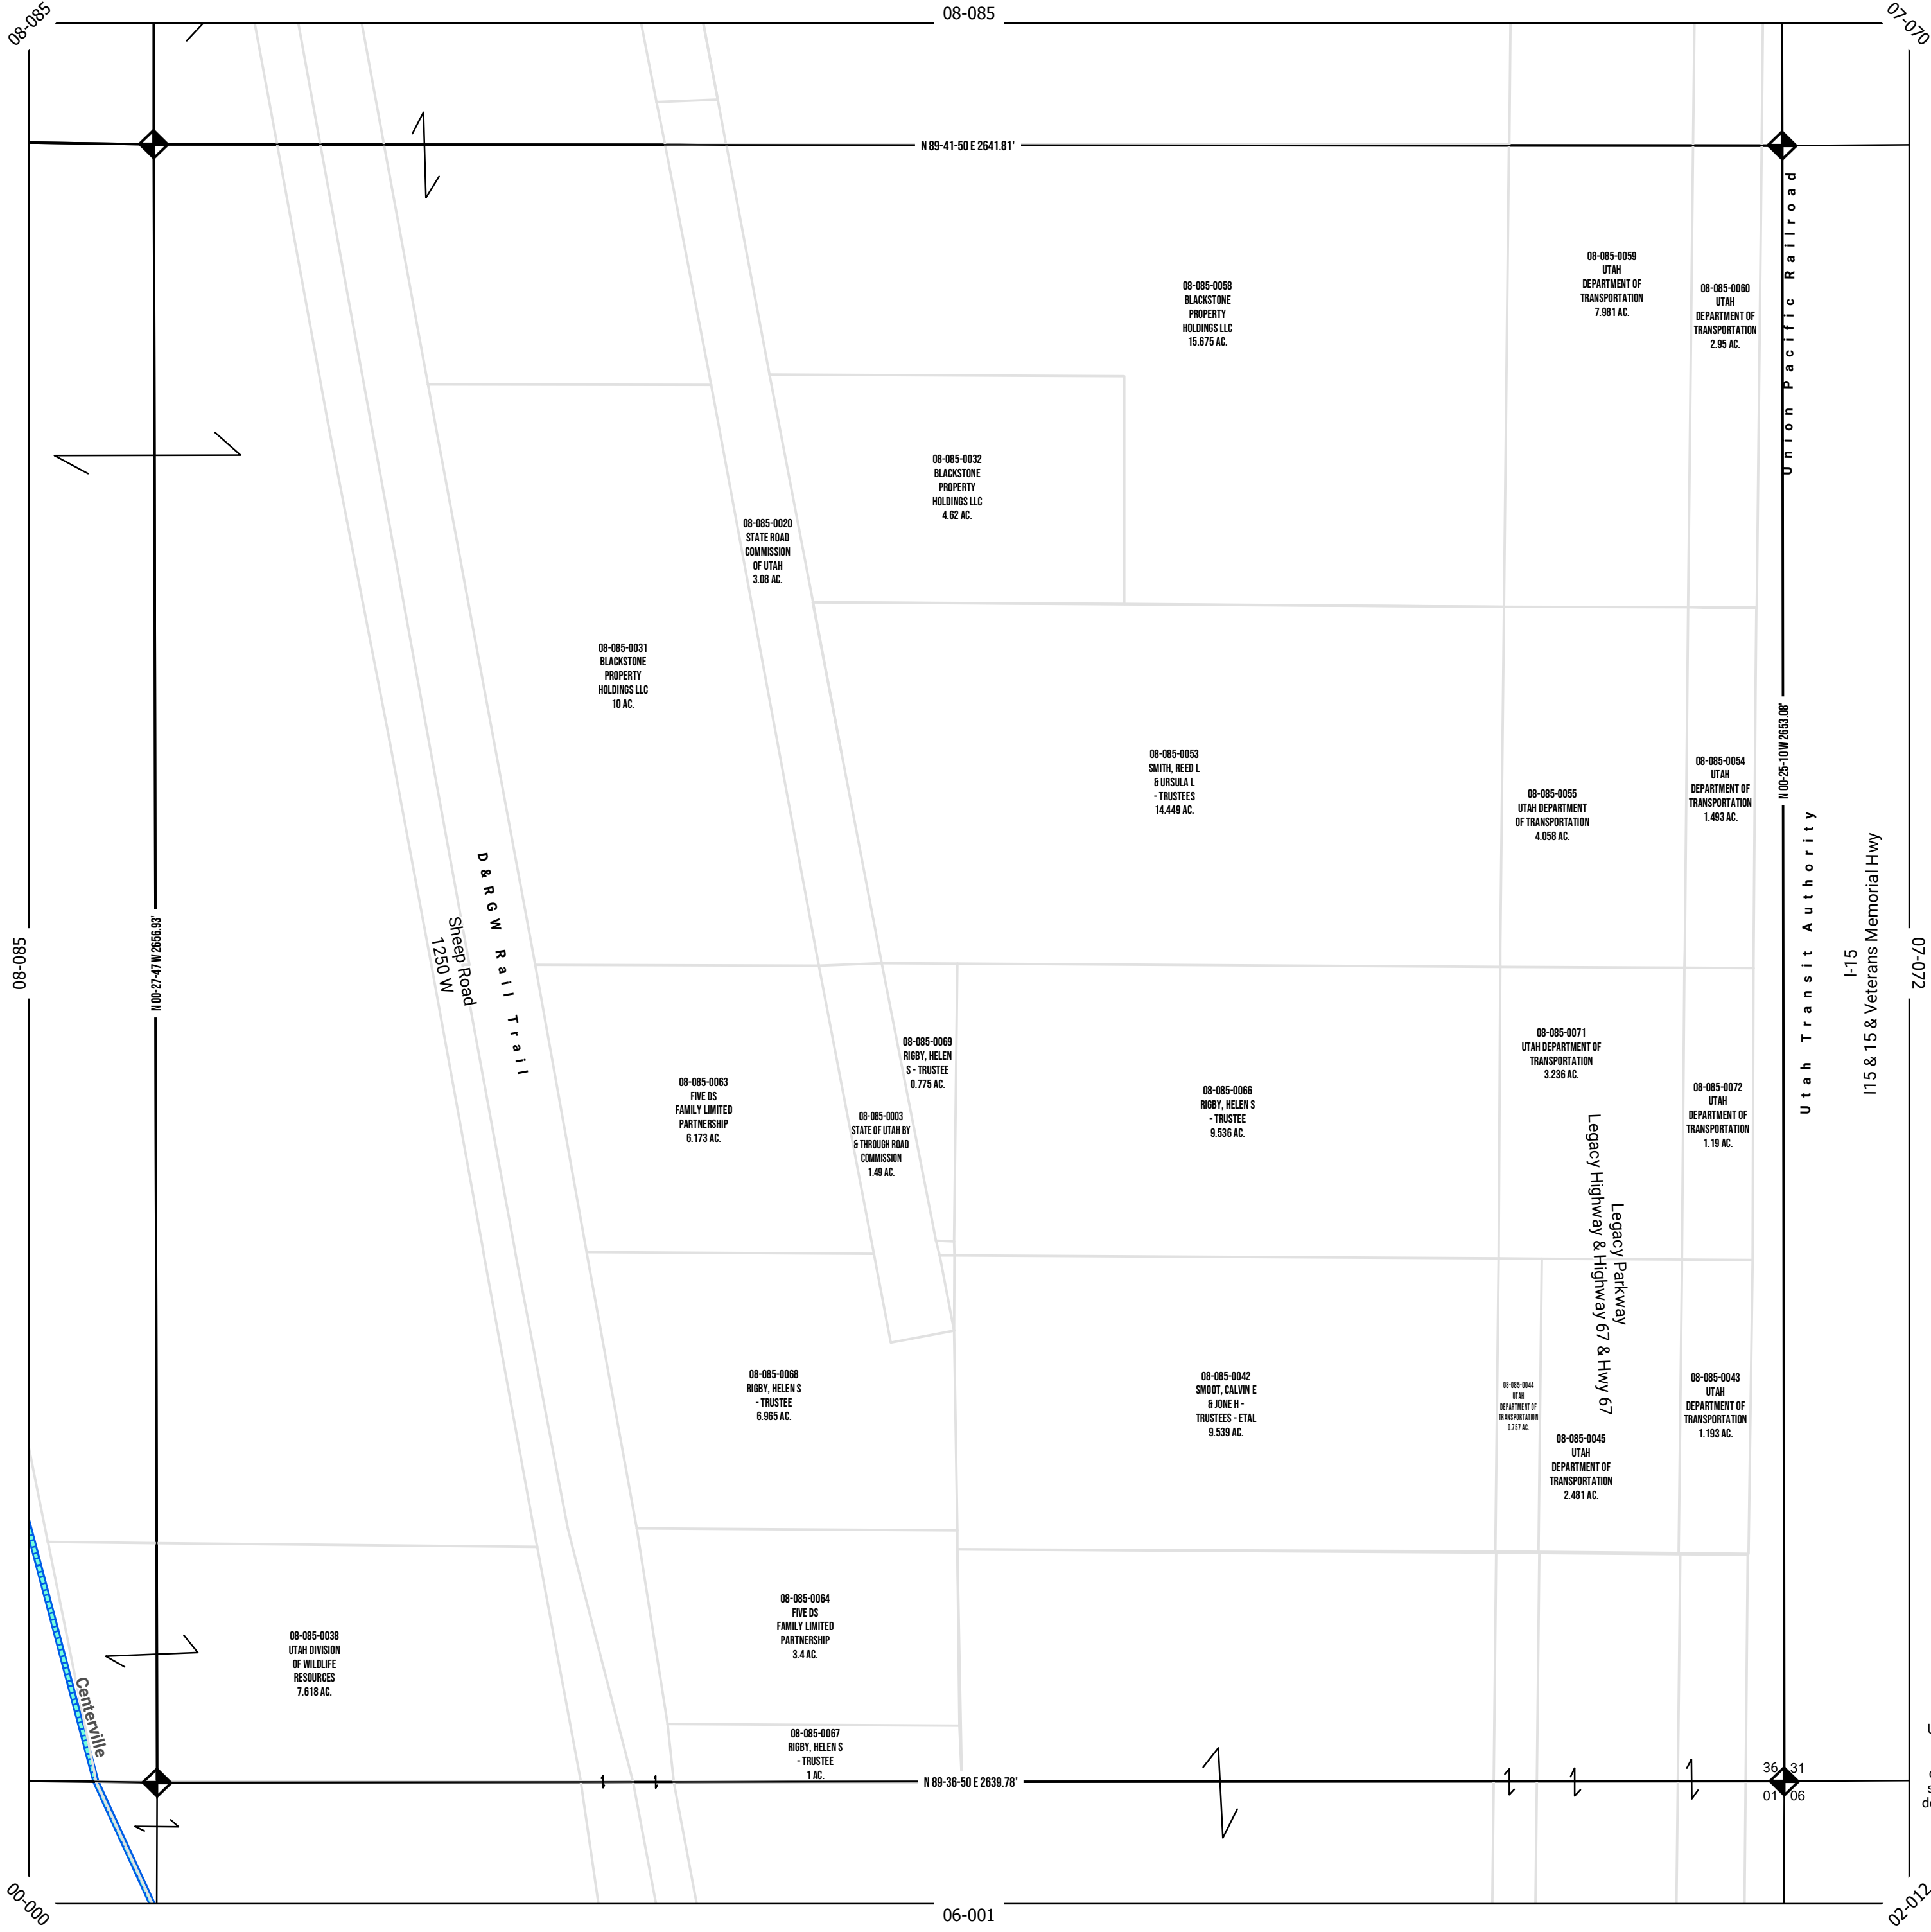 08-085
08-085
07-070
N 89-41-50 E 2641.81'
Union Pacific Railroad
08-085-0059
UTAH
DEPARTMENT OF
TRANSPORTATION
7.981 AC.
08-085-0058
BLACKSTONE
PROPERTY
HOLDINGS LLC
15.675 AC.
08-085-0060
UTAH
DEPARTMENT OF
TRANSPORTATION
2.95 AC.
08-085-0032
BLACKSTONE
PROPERTY
HOLDINGS LLC
4.62 AC.
08-085-0020
STATE ROAD
COMMISSION
OF UTAH
3.08 AC.
08-085-0031
BLACKSTONE
PROPERTY
HOLDINGS LLC
10 AC.
N 00-25-10 W 2653.08'
08-085-0053
SMITH, REED L
& URSULA L
- TRUSTEES
14.449 AC.
08-085-0054
UTAH
DEPARTMENT OF
TRANSPORTATION
1.493 AC.
08-085-0055
UTAH DEPARTMENT
OF TRANSPORTATION
4.058 AC.
Utah Transit Authority
I-15
I15 & 15 & Veterans Memorial Hwy
07-072
08-085
N 00-27-47 W 2656.93'
D&RGW Rail Trail
Sheep Road
1250 W
08-085-0071
UTAH DEPARTMENT OF
TRANSPORTATION
3.236 AC.
08-085-0069
RIGBY, HELEN
S - TRUSTEE
0.775 AC.
08-085-0063
FIVE DS
FAMILY LIMITED
PARTNERSHIP
6.173 AC.
08-085-0066
RIGBY, HELEN S
- TRUSTEE
9.536 AC.
08-085-0072
UTAH
DEPARTMENT OF
TRANSPORTATION
1.19 AC.
08-085-0003
STATE OF UTAH BY
& THROUGH ROAD
COMMISSION
1.49 AC.
Legacy Parkway
Legacy Highway & Highway 67 & Hwy 67
08-085-0068
RIGBY, HELEN S
- TRUSTEE
6.965 AC.
08-085-0042
SMOOT, CALVIN E
& JONE H -
TRUSTEES - ETAL
9.539 AC.
08-085-0044
UTAH
DEPARTMENT OF
TRANSPORTATION
0.757 AC.
08-085-0043
UTAH
DEPARTMENT OF
TRANSPORTATION
1.193 AC.
08-085-0045
UTAH
DEPARTMENT OF
TRANSPORTATION
2.481 AC.
08-085-0064
FIVE DS
FAMILY LIMITED
PARTNERSHIP
3.4 AC.
08-085-0038
UTAH DIVISION
OF WILDLIFE
RESOURCES
7.618 AC.
Centerville
08-085-0067
RIGBY, HELEN S
- TRUSTEE
1 AC.
N 89-36-50 E 2639.78'
36 31
01 06
00-000
06-001
02-012